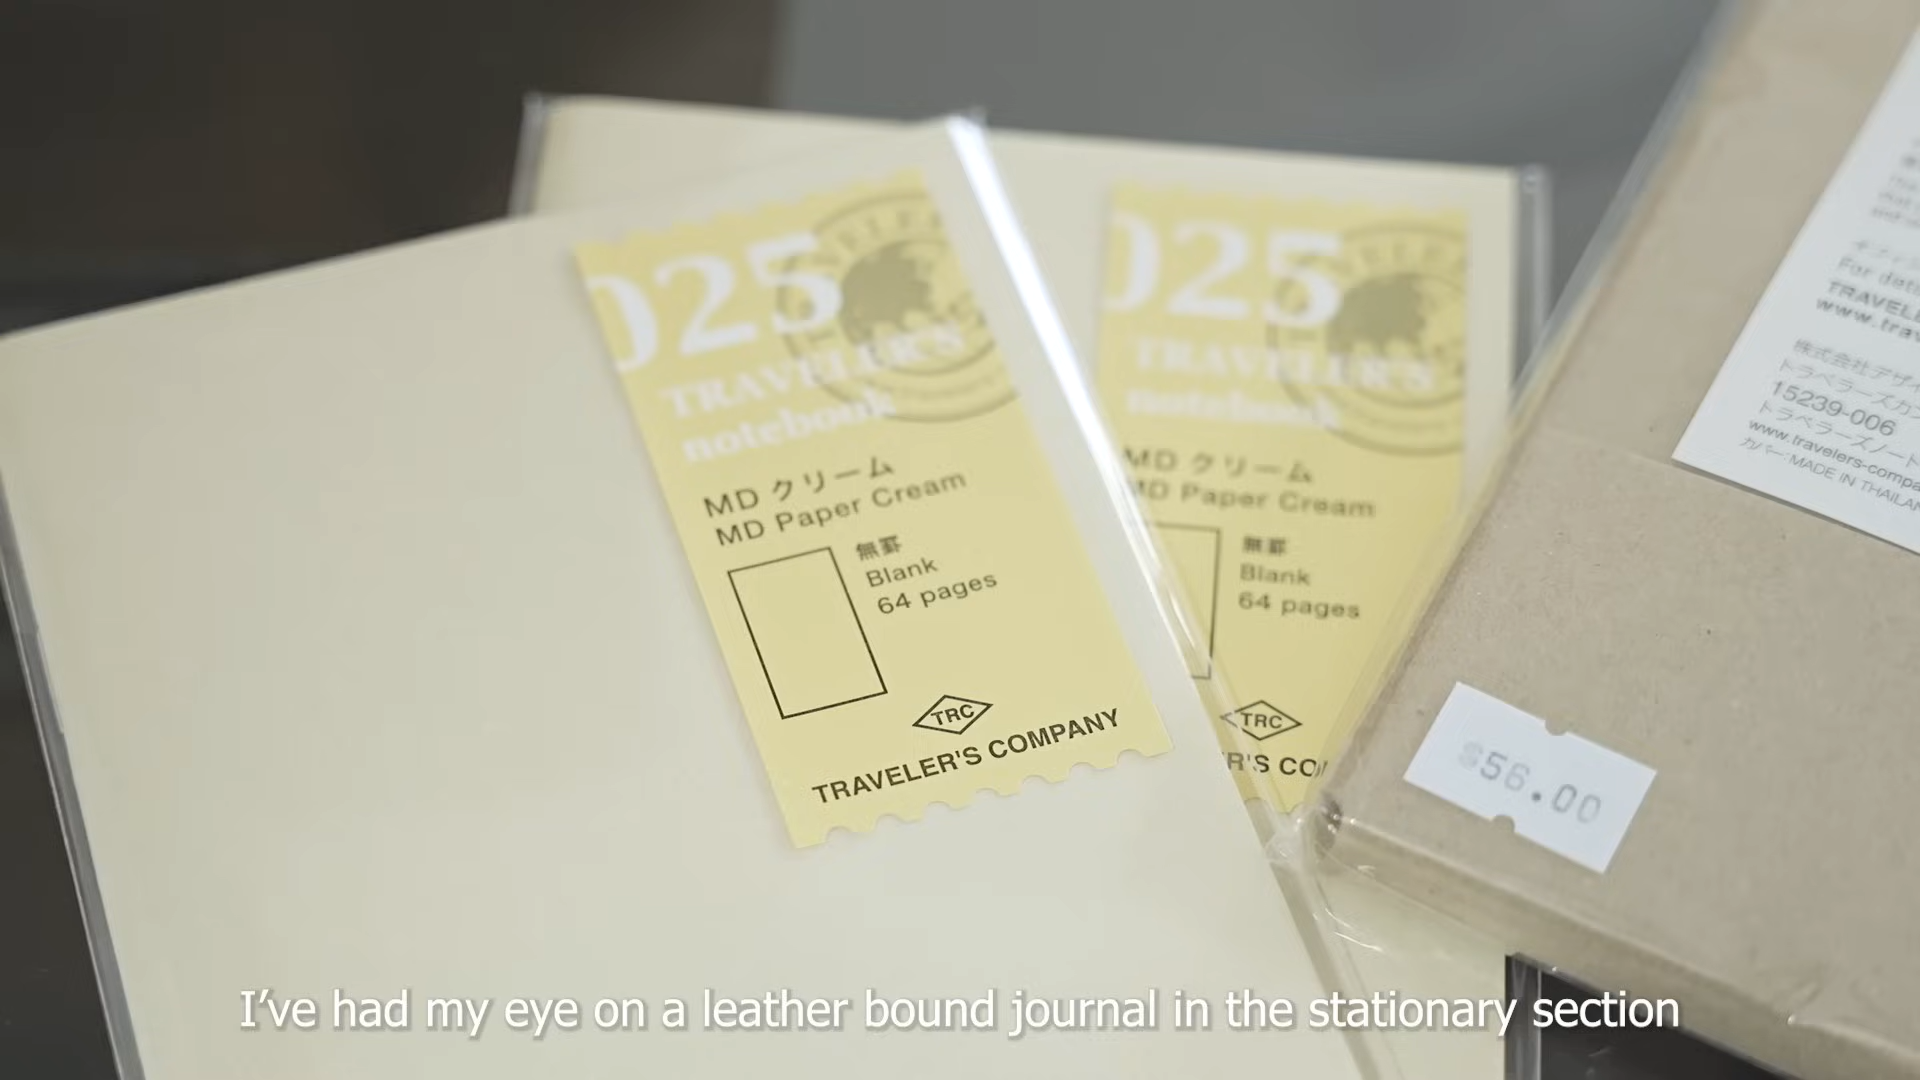 025
TRAVELER'S
notebook
MD クリーム
MD Paper Cream
無罫
Blank
64 pages
TRC
TRAVELER'S COMPANY
025
TRAVELER'S
notebook
MD クリーム
MD Paper Cream
無罫
Blank
64 pages
TRC
R'S CO
For
TRAVELE
www.trav
株式会社デザイ
トラベラーズカン
15239-006
トラベラーズノート
www.travelers-compa
カバー:MADE IN THAILAN
$56.00
I've had my eye on a leather bound journal in the stationary section